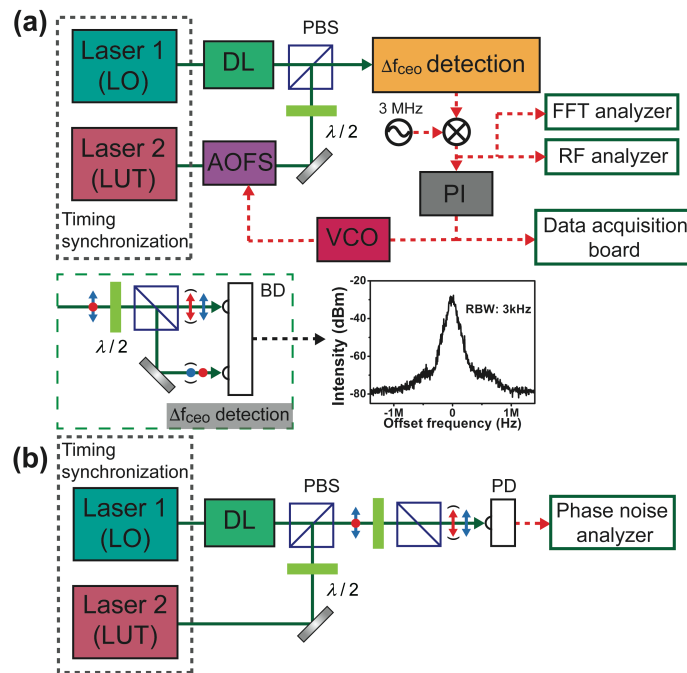 (a)
Laser 1
(LO)
DL
PBS
Δf_ceo detection
3 MHz
FFT analyzer
λ / 2
RF analyzer
Laser 2
(LUT)
AOFS
PI
Timing
synchronization
VCO
Data acquisition
board
BD
λ / 2
Δf_ceo detection
-20
-40
-60
-80
Intensity (dBm)
RBW: 3kHz
-1M
0
1M
Offset frequency (Hz)
(b)
Timing
synchronization
Laser 1
(LO)
DL
PBS
PD
Phase noise
analyzer
λ / 2
Laser 2
(LUT)